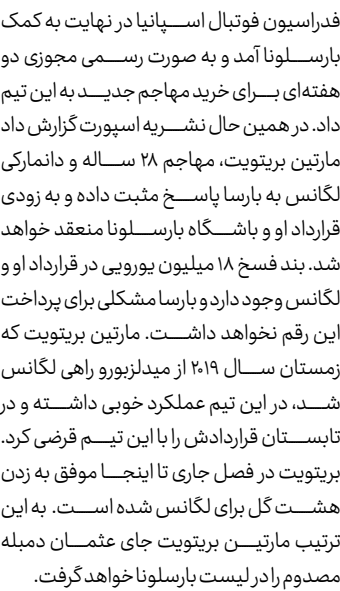 فدراسیون فوتبال اسپانیا در نهایت به کمک
بارسلونا آمد و به صورت رسمی مجوزی دو
هفته‌ای برای خرید مهاجم جدید به این تیم
داد. در همین حال نشریه اسپورت گزارش داد
مارتین بریتویت، مهاجم ۲۸ ساله و دانمارکی
لگانس به بارسا پاسخ مثبت داده و به زودی
قرارداد او و باشگاه بارسلونا منعقد خواهد
شد. بند فسخ ۱۸ میلیون یورویی در قرارداد او و
لگانس وجود دارد و بارسا مشکلی برای پرداخت
این رقم نخواهد داشت. مارتین بریتویت که
زمستان سال ۲۰۱۹ از میدلزبورو راهی لگانس
شد، در این تیم عملکرد خوبی داشته و در
تابستان قراردادش را با این تیم قرضی کرد.
بریتویت در فصل جاری تا اینجا موفق به زدن
هشت گل برای لگانس شده است. به این
ترتیب مارتین بریتویت جای عثمان دمبله
مصدوم را در لیست بارسلونا خواهد گرفت.